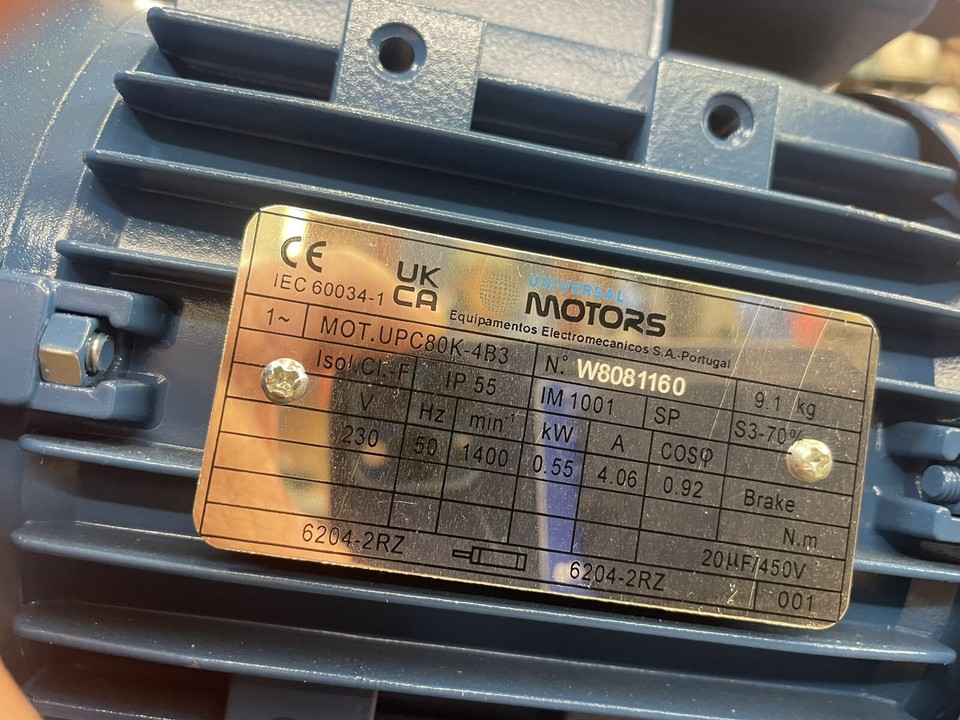 CE
IEC 60034-1
UK
CA
UNIVERSAL
MOTORS
Equipamentos Electromecanicos S.A.-Portugal
1~ MOT.UPC80K-4B3 N.° W8081160 9.1 kg
Isol.Cl.:F IP 55 IM 1001 SP S3-70%
V Hz min-1 kW A COSφ
230 50 1400 0.55 4.06 0.92 Brake
N.m
20µF/450V
6204-2RZ 6204-2RZ 001